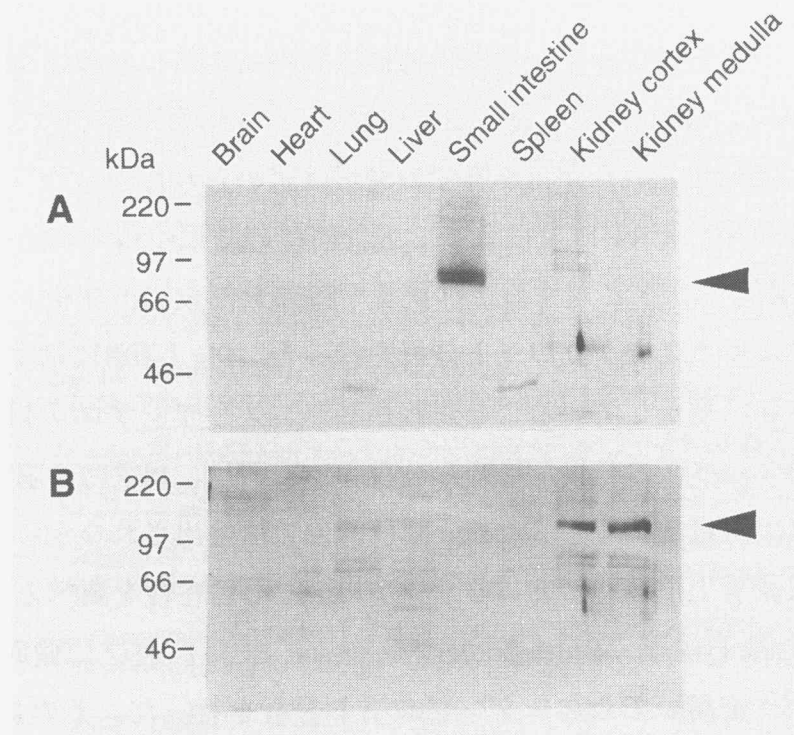 Brain Heart Lung Liver Small intestine Spleen Kidney cortex Kidney medulla
kDa
A
220
97
66
46
B
220
97
66
46